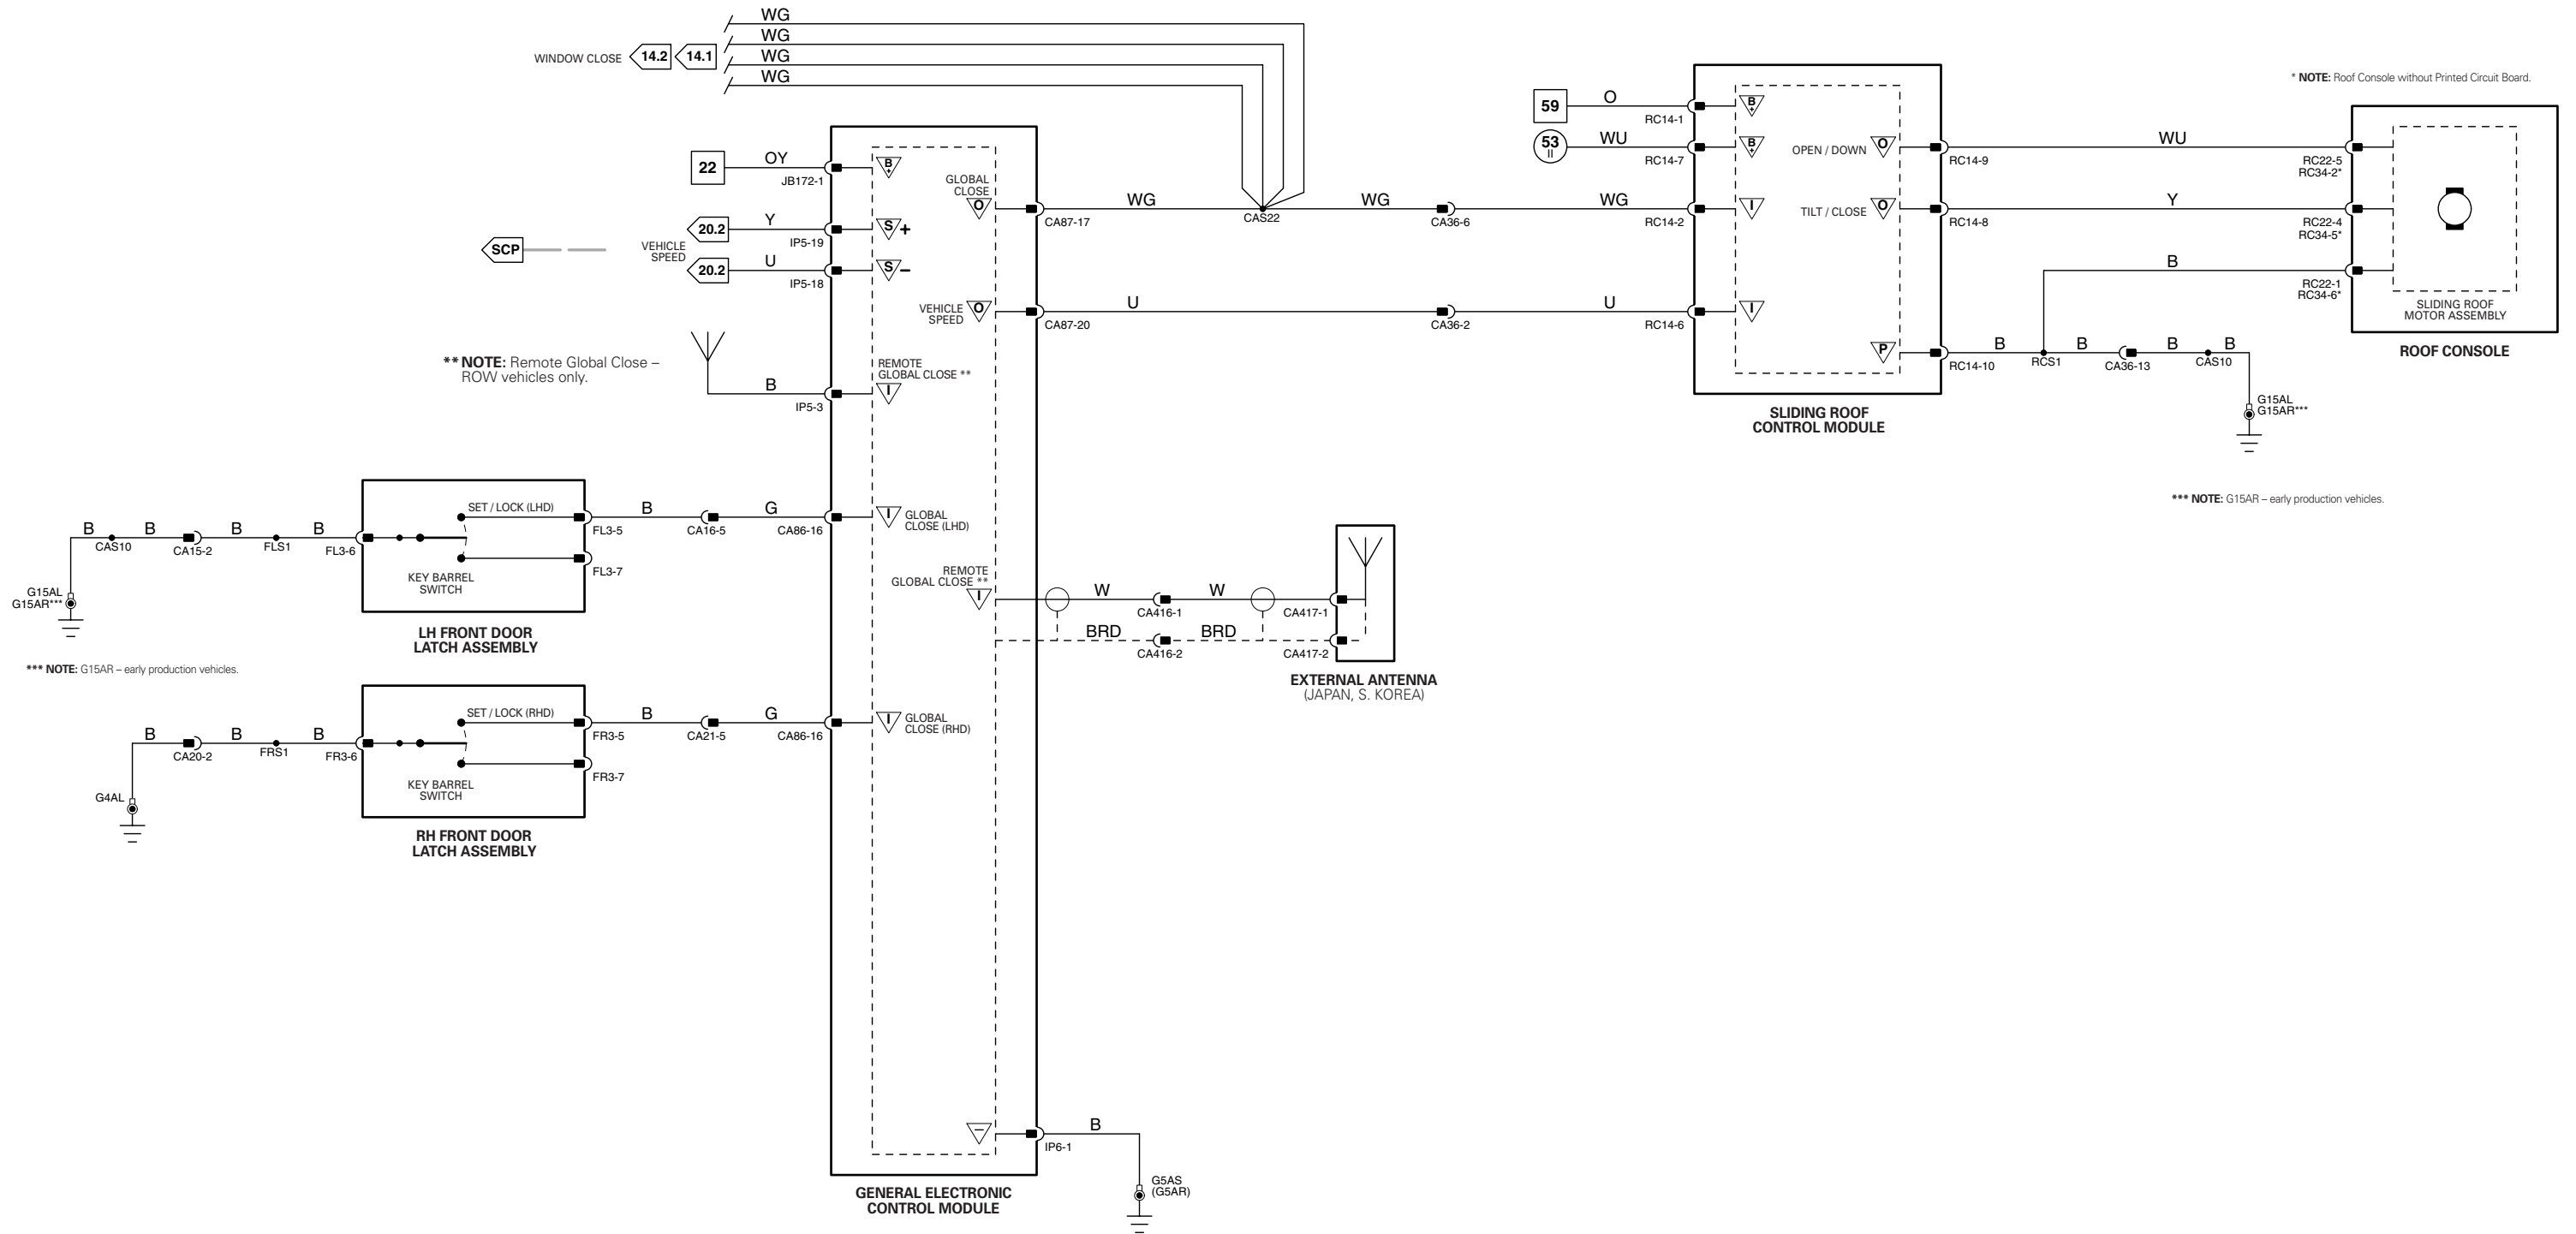 WG
WG
WINDOW CLOSE 14.2 14.1
WG
WG
* NOTE: Roof Console without Printed Circuit Board.
59 O RC14-1 B+
53 II WU RC14-7 B+
OPEN / DOWN O RC14-9
WU
RC22-5
RC34-2*
22 OY JB172-1 B+
GLOBAL
CLOSE
O
CA87-17
WG
CAS22
WG
CA36-6
WG
RC14-2
I
TILT / CLOSE O RC14-8
Y
RC22-4
RC34-5*
20.2 Y IP5-19 S+
SCP
VEHICLE
SPEED
20.2 U IP5-18 S–
B
RC22-1
RC34-6*
SLIDING ROOF
MOTOR ASSEMBLY
ROOF CONSOLE
VEHICLE
SPEED
O
CA87-20
U
CA36-2
U
RC14-6
I
P
RC14-10
B
RCS1
B
CA36-13
B
CAS10
B
G15AL
G15AR***
SLIDING ROOF
CONTROL MODULE
** NOTE: Remote Global Close –
ROW vehicles only.
REMOTE
GLOBAL CLOSE **
B IP5-3 I
*** NOTE: G15AR – early production vehicles.
B
CAS10
B
CA15-2
B
FLS1
B
FL3-6
SET / LOCK (LHD)
KEY BARREL
SWITCH
FL3-5
FL3-7
B
CA16-5
G
CA86-16
I
GLOBAL
CLOSE (LHD)
G15AL
G15AR***
LH FRONT DOOR
LATCH ASSEMBLY
*** NOTE: G15AR – early production vehicles.
REMOTE
GLOBAL CLOSE **
I
W
CA416-1
W
CA417-1
BRD
CA416-2
BRD
CA417-2
EXTERNAL ANTENNA
(JAPAN, S. KOREA)
B
CA20-2
B
FRS1
B
FR3-6
SET / LOCK (RHD)
KEY BARREL
SWITCH
FR3-5
FR3-7
B
CA21-5
G
CA86-16
I
GLOBAL
CLOSE (RHD)
G4AL
RH FRONT DOOR
LATCH ASSEMBLY
–
IP6-1
B
G5AS
(G5AR)
GENERAL ELECTRONIC
CONTROL MODULE